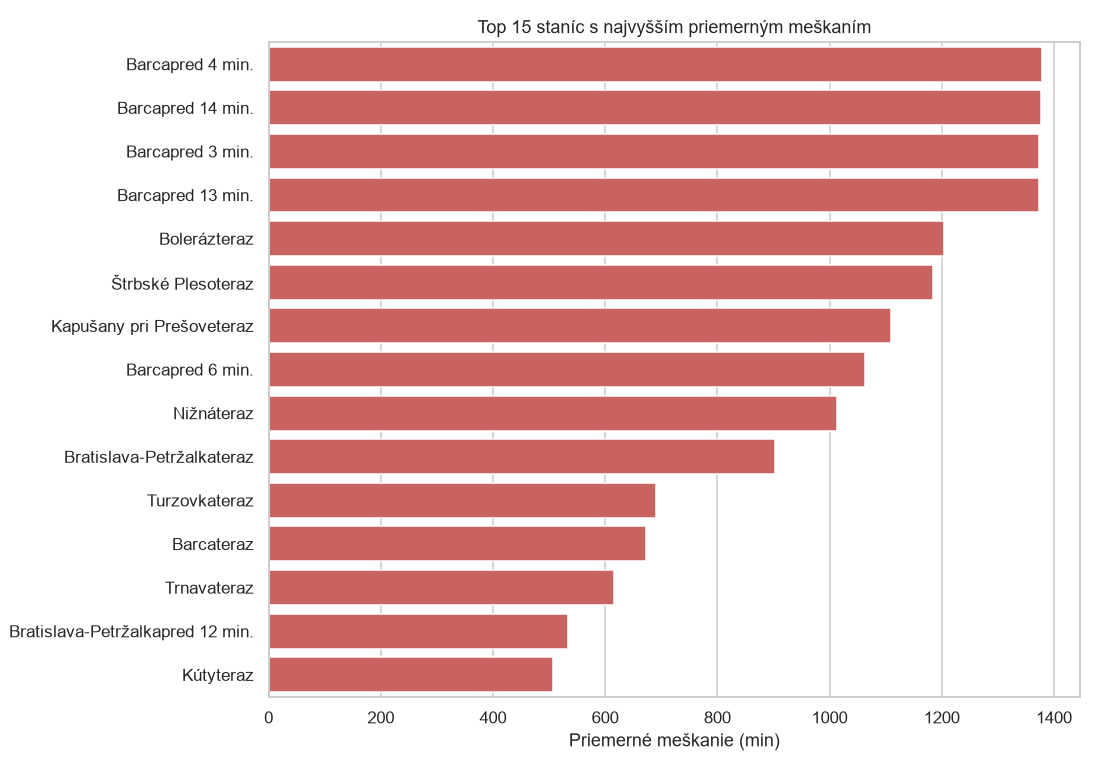 Top 15 staníc s najvyšším priemerným meškaním
Barcapred 4 min.
Barcapred 14 min.
Barcapred 3 min.
Barcapred 13 min.
Bolerázteraz
Štrbské Plesoteraz
Kapušany pri Prešoveteraz
Barcapred 6 min.
Nižnáteraz
Bratislava-Petržalkateraz
Turzovkateraz
Barcateraz
Trnavateraz
Bratislava-Petržalkapred 12 min.
Kútyteraz
0 200 400 600 800 1000 1200 1400
Priemerné meškanie (min)